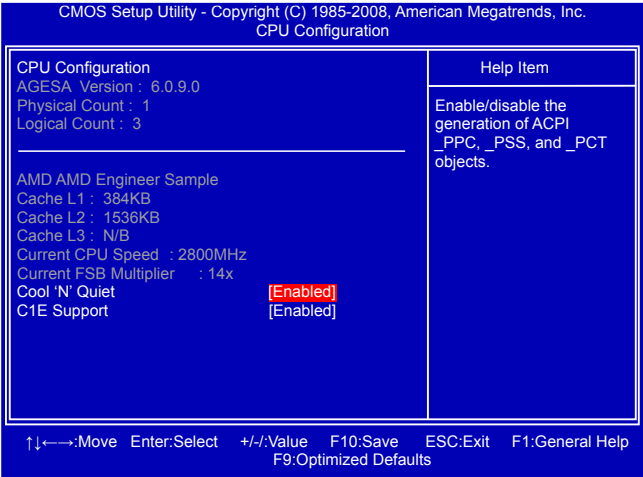 CMOS Setup Utility - Copyright (C) 1985-2008, American Megatrends, Inc.
CPU Configuration
CPU Configuration
AGESA Version : 6.0.9.0
Physical Count : 1
Logical Count : 3
AMD AMD Engineer Sample
Cache L1 : 384KB
Cache L2 : 1536KB
Cache L3 : N/B
Current CPU Speed : 2800MHz
Current FSB Multiplier : 14x
Cool ‘N’ Quiet [Enabled]
C1E Support [Enabled]
Help Item
Enable/disable the
generation of ACPI
_PPC, _PSS, and _PCT
objects.
↑↓←→:Move Enter:Select +/-/:Value F10:Save ESC:Exit F1:General Help
F9:Optimized Defaults